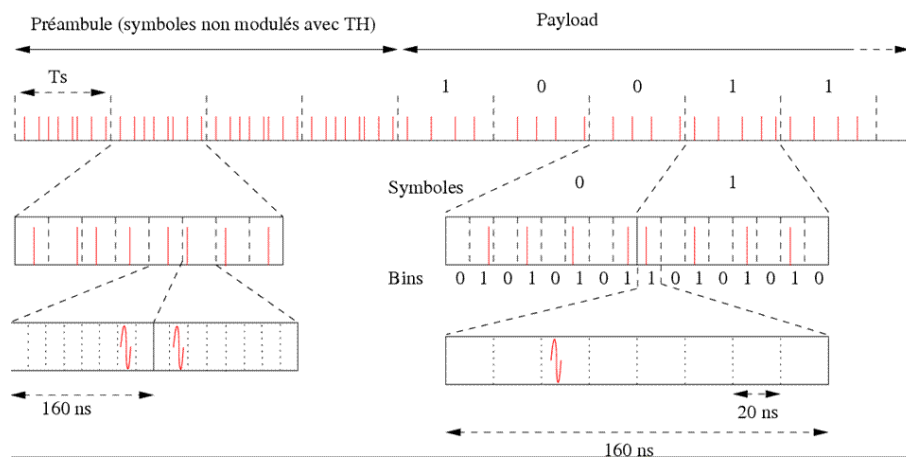 Préambule (symboles non modulés avec TH)
Payload
Ts
1 0 0 1 1
Symboles 0 1
Bins 0 1 0 1 0 1 0 1 1 0 1 0 1 0 1 0
160 ns
20 ns
160 ns